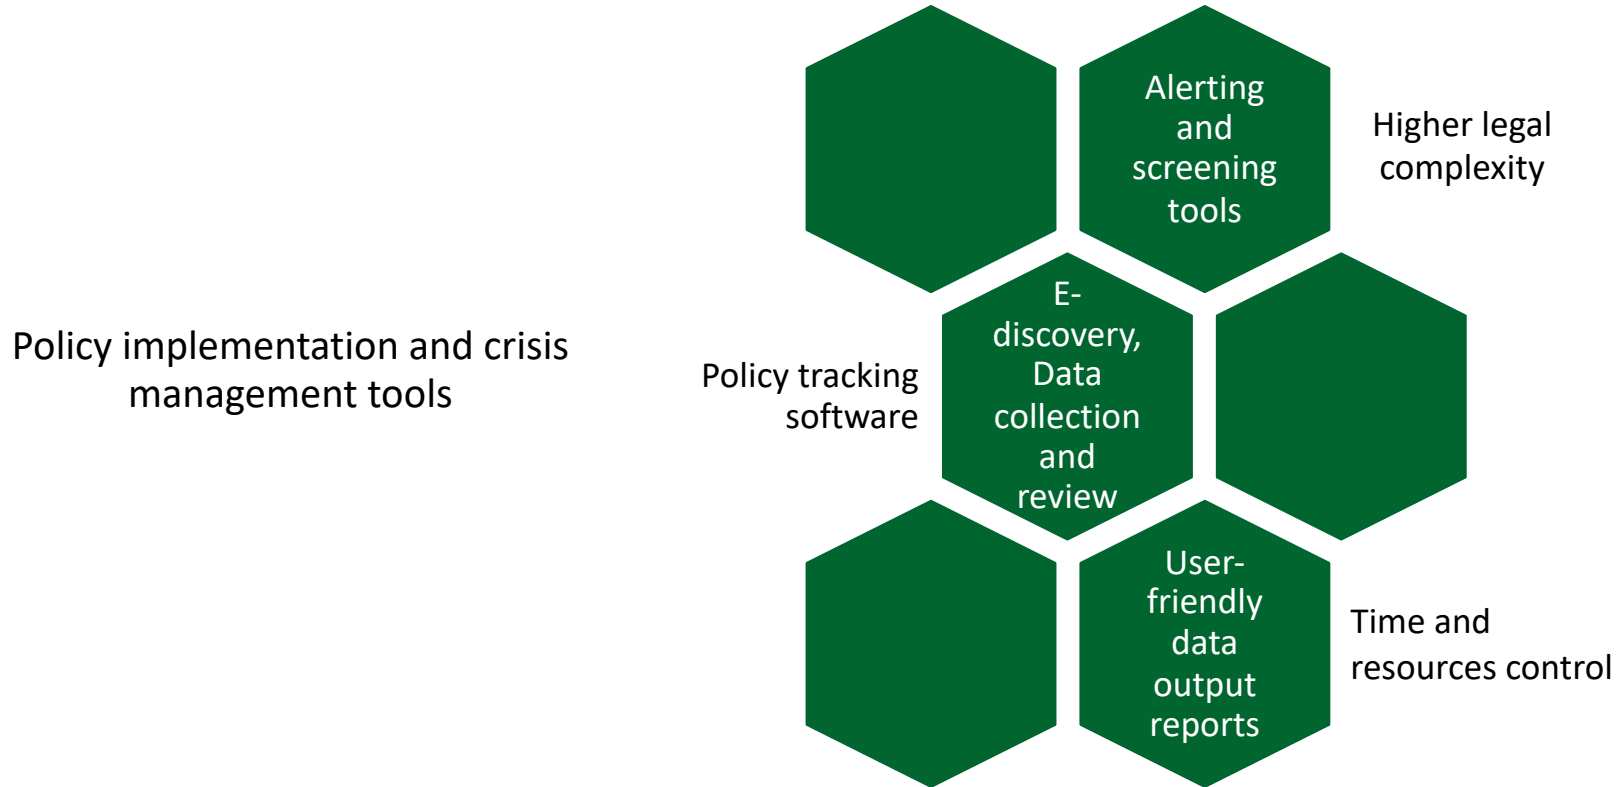 Alerting
and
screening
tools
Higher legal
complexity
Policy implementation and crisis
management tools
Policy tracking
software
E-
discovery,
Data
collection
and
review
User-
friendly
data
output
reports
Time and
resources control